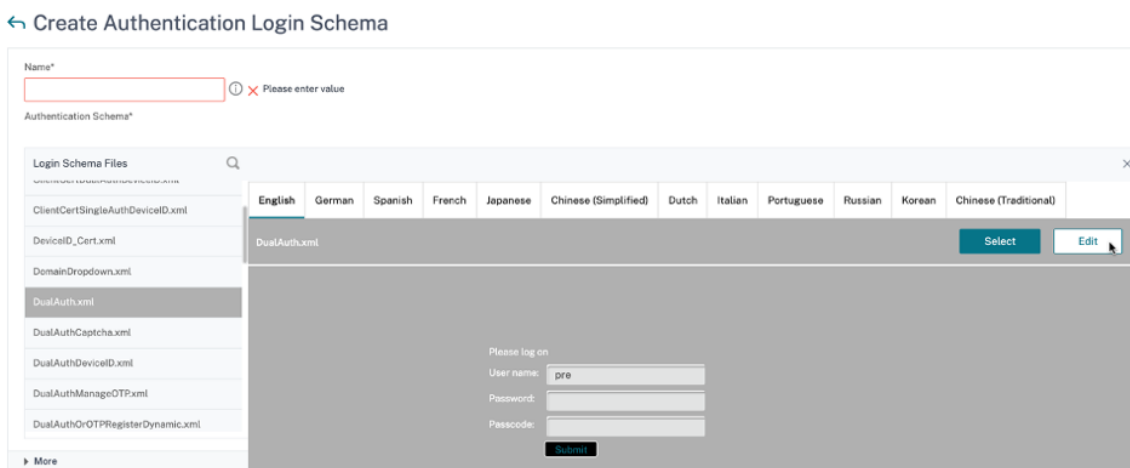 Create Authentication Login Schema
Name*
Please enter value
Authentication Schema*
Login Schema Files
ClientCertSingleAuthDeviceID.xml
DeviceID_Cert.xml
DomainDropdown.xml
DualAuth.xml
DualAuthCaptcha.xml
DualAuthDeviceID.xml
DualAuthManageOTP.xml
DualAuthOrOTPRegisterDynamic.xml
More
English German Spanish French Japanese Chinese (Simplified) Dutch Italian Portuguese Russian Korean Chinese (Traditional)
DualAuth.xml Select Edit
Please log on
User name: pre
Password:
Passcode:
Submit